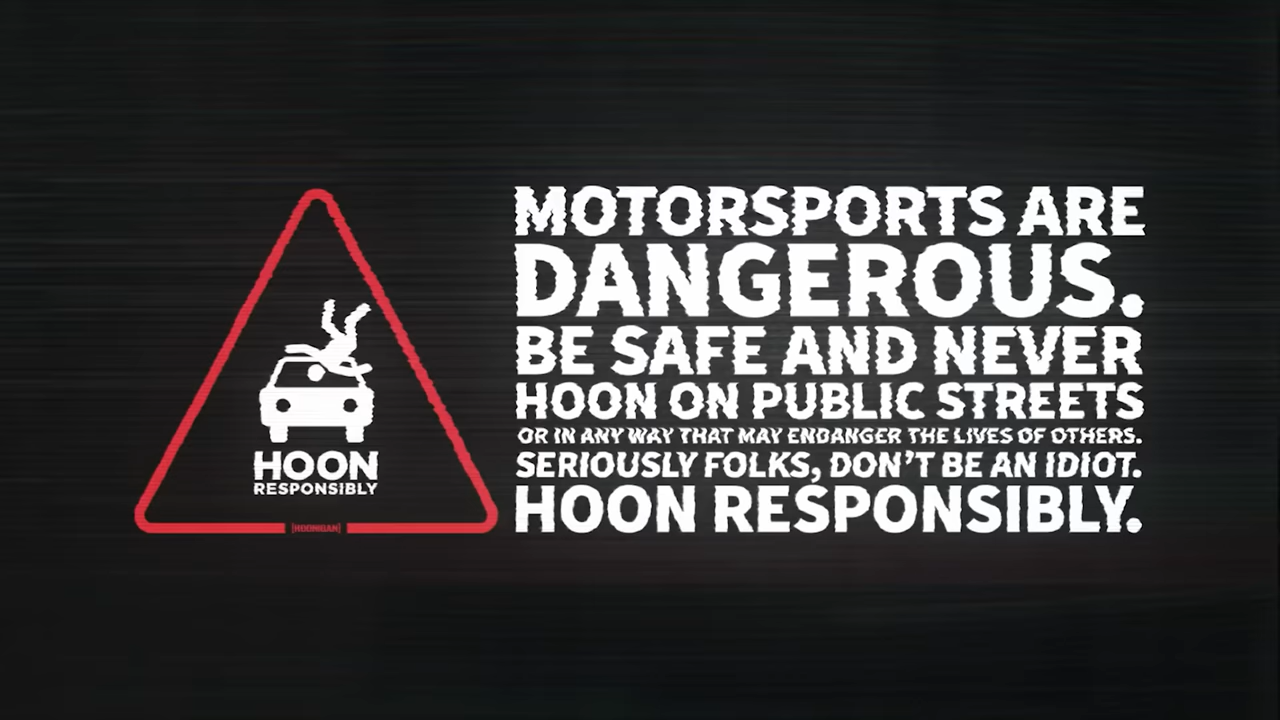 HOON
RESPONSIBLY
[HOONIGAN]
MOTORSPORTS ARE
DANGEROUS.
BE SAFE AND NEVER
HOON ON PUBLIC STREETS
OR IN ANY WAY THAT MAY ENDANGER THE LIVES OF OTHERS.
SERIOUSLY FOLKS, DON'T BE AN IDIOT.
HOON RESPONSIBLY.